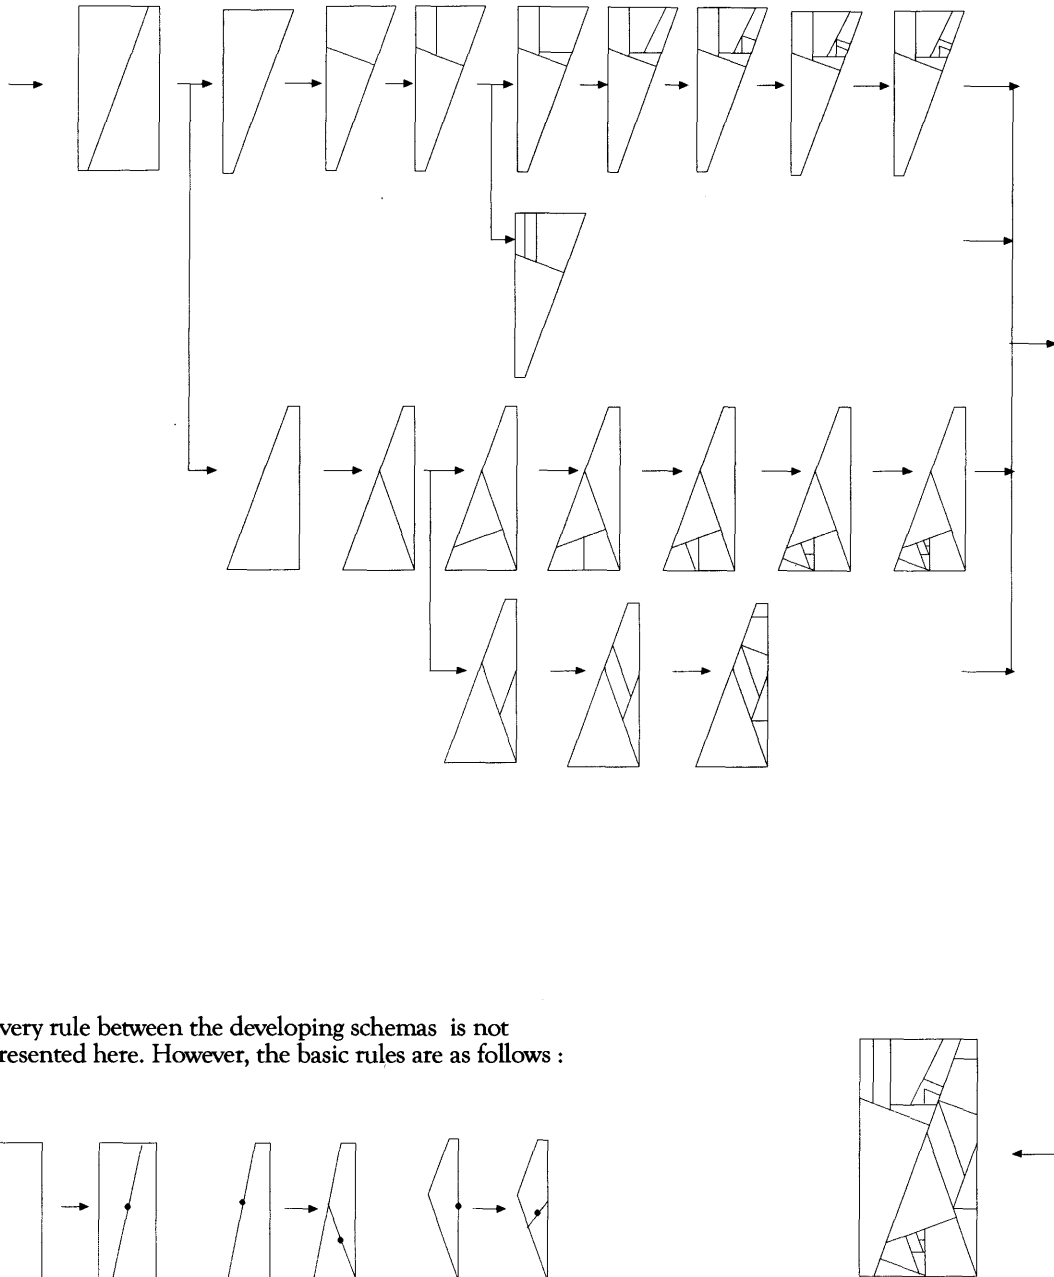 very rule between the developing schemas is not
resented here. However, the basic rules are as follows :